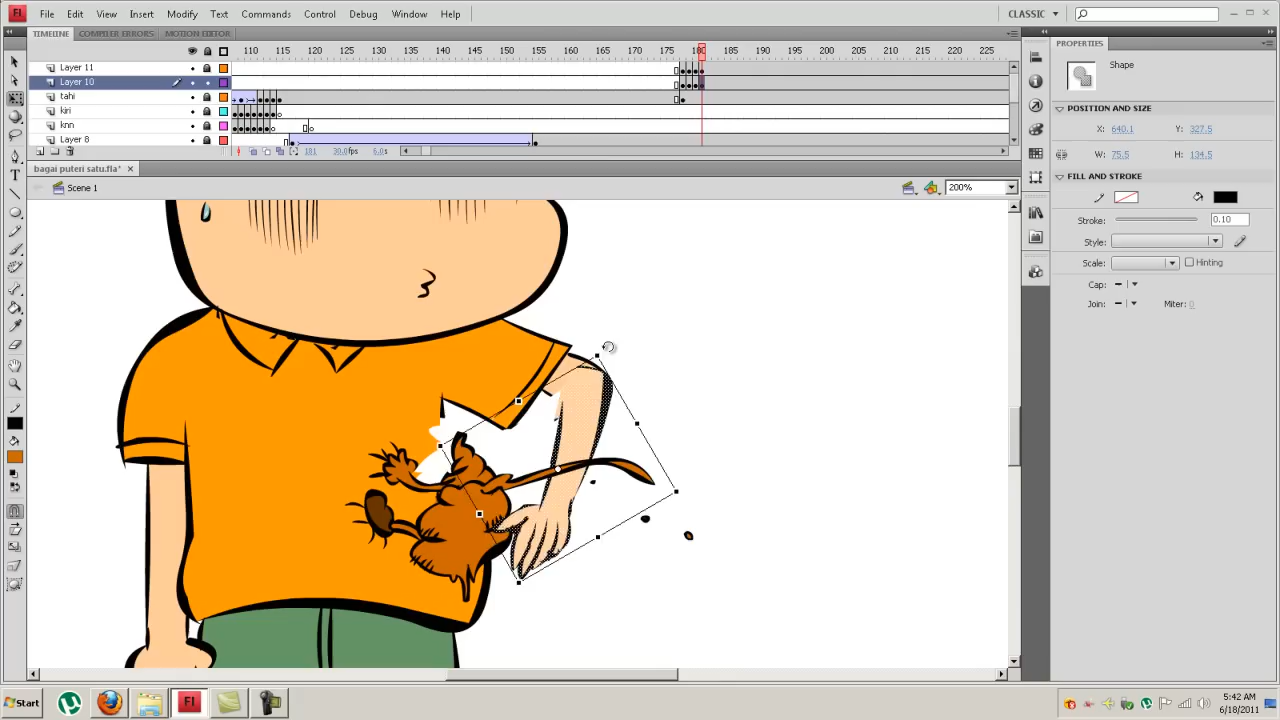 Fl File Edit View Insert Modify Text Commands Control Debug Window Help CLASSIC
TIMELINE COMPILER ERRORS MOTION EDITOR
110 115 120 125 130 135 140 145 150 155 160 165 170 175 180 185 190 195 200 205 210 215 220 225
Layer 11
Layer 10
tahi
kiri
knn
Layer 8
181 30.0fps 6.0s
bagai puteri satu.fla*
Scene 1
200%
PROPERTIES
Shape
POSITION AND SIZE
X: 640.1 Y: 327.5
W: 75.5 H: 134.5
FILL AND STROKE
Stroke: 0.10
Style:
Scale: Hinting
Cap:
Join: Miter: 0
Start
Fl
5:42 AM
6/18/2011